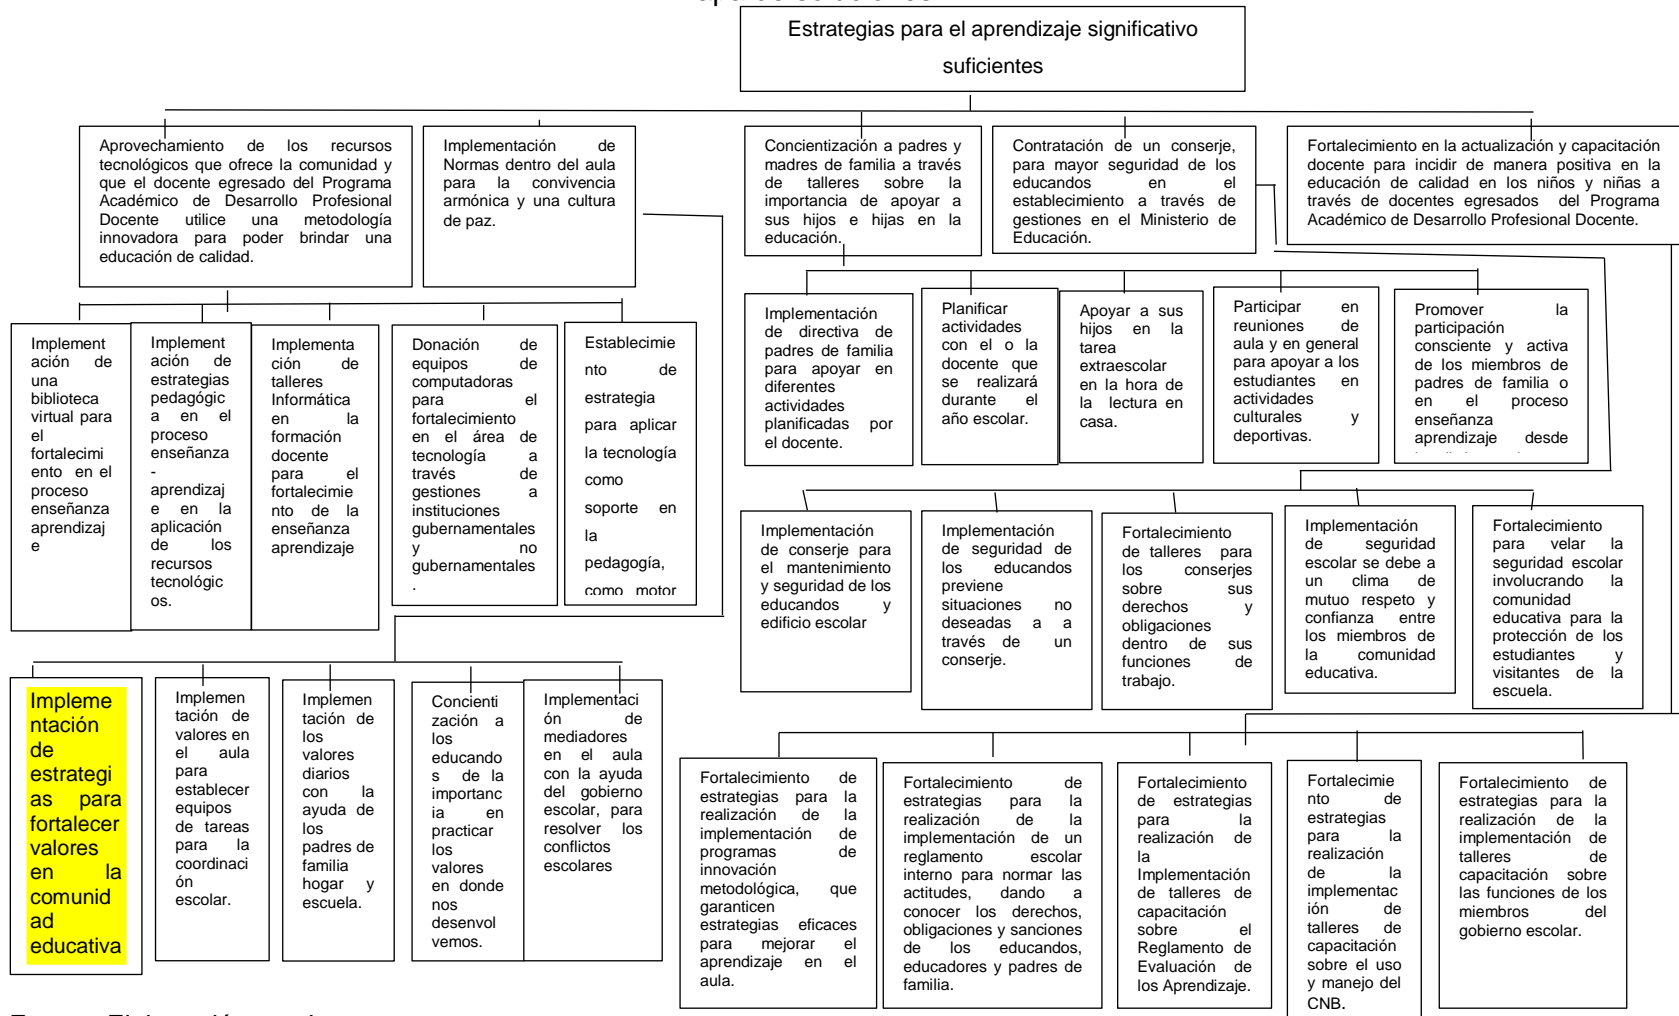 Estrategias para el aprendizaje significativo
suficientes
Aprovechamiento de los recursos
tecnológicos que ofrece la comunidad y
que el docente egresado del Programa
Académico de Desarrollo Profesional
Docente utilice una metodología
innovadora para poder brindar una
educación de calidad.
Implementación de
Normas dentro del aula
para la convivencia
armónica y una cultura
de paz.
Concientización a padres y
madres de familia a través
de talleres sobre la
importancia de apoyar a
sus hijos e hijas en la
educación.
Contratación de un conserje,
para mayor seguridad de los
educandos en el
establecimiento a través de
gestiones en el Ministerio de
Educación.
Fortalecimiento en la actualización y capacitación
docente para incidir de manera positiva en la
educación de calidad en los niños y niñas a
través de docentes egresados del Programa
Académico de Desarrollo Profesional Docente.
Implement
ación de
una
biblioteca
virtual para
el
fortalecimi
ento en el
proceso
enseñanza
aprendizaj
e
Implement
ación de
estrategias
pedagógic
a en el
proceso
enseñanza
-
aprendizaj
e en la
aplicación
de los
recursos
tecnológic
os.
Implementa
ción de
talleres
Informática
en la
formación
docente
para el
fortalecimie
nto de la
enseñanza
aprendizaje
Donación de
equipos de
computadoras
para el
fortalecimiento
en el área de
tecnología a
través de
gestiones a
instituciones
gubernamentales
y no
gubernamentales
.
Establecimie
nto de
estrategia
para aplicar
la tecnología
como
soporte en
la
pedagogía,
como motor
Implementación
de directiva de
padres de familia
para apoyar en
diferentes
actividades
planificadas por
el docente.
Planificar
actividades
con el o la
docente que
se realizará
durante el
año escolar.
Apoyar a sus
hijos en la
tarea
extraescolar
en la hora de
la lectura en
casa.
Participar en
reuniones de
aula y en general
para apoyar a los
estudiantes en
actividades
culturales y
deportivas.
Promover la
participación
consciente y activa
de los miembros de
padres de familia o
en el proceso
enseñanza
aprendizaje desde
Implementación
de conserje para
el mantenimiento
y seguridad de los
educandos y
edificio escolar
Implementación
de seguridad de
los educandos
previene
situaciones no
deseadas a a
través de un
conserje.
Fortalecimiento
de talleres para
los conserjes
sobre sus
derechos y
obligaciones
dentro de sus
funciones de
trabajo.
Implementación
de seguridad
escolar se debe a
un clima de
mutuo respeto y
confianza entre
los miembros de
la comunidad
educativa.
Fortalecimiento
para velar la
seguridad escolar
involucrando la
comunidad
educativa para la
protección de los
estudiantes y
visitantes de la
escuela.
Impleme
ntación
de
estrategi
as para
fortalecer
valores
en la
comunid
ad
educativa
Implemen
tación de
valores en
el aula
para
establecer
equipos
de tareas
para la
coordinaci
ón
escolar.
Implemen
tación de
los
valores
diarios
con la
ayuda de
los
padres de
familia
hogar y
escuela.
Concienti
zación a
los
educando
s de la
importanc
ia en
practicar
los
valores
en donde
nos
desenvol
vemos.
Implementaci
ón de
mediadores
en el aula
con la ayuda
del gobierno
escolar, para
resolver los
conflictos
escolares
Fortalecimiento de
estrategias para la
realización de la
implementación de
programas de
innovación
metodológica, que
garanticen
estrategias eficaces
para mejorar el
aprendizaje en el
aula.
Fortalecimiento de
estrategias para la
realización de la
implementación de un
reglamento escolar
interno para normar las
actitudes, dando a
conocer los derechos,
obligaciones y sanciones
de los educandos,
educadores y padres de
familia.
Fortalecimiento
de estrategias
para la
realización de
la
Implementación
de talleres de
capacitación
sobre el
Reglamento de
Evaluación de
los Aprendizaje.
Fortalecimie
nto de
estrategias
para la
realización
de la
implementac
ión de
talleres de
capacitación
sobre el uso
y manejo del
CNB.
Fortalecimiento de
estrategias para la
realización de la
implementación de
talleres de
capacitación sobre
las funciones de los
miembros del
gobierno escolar.